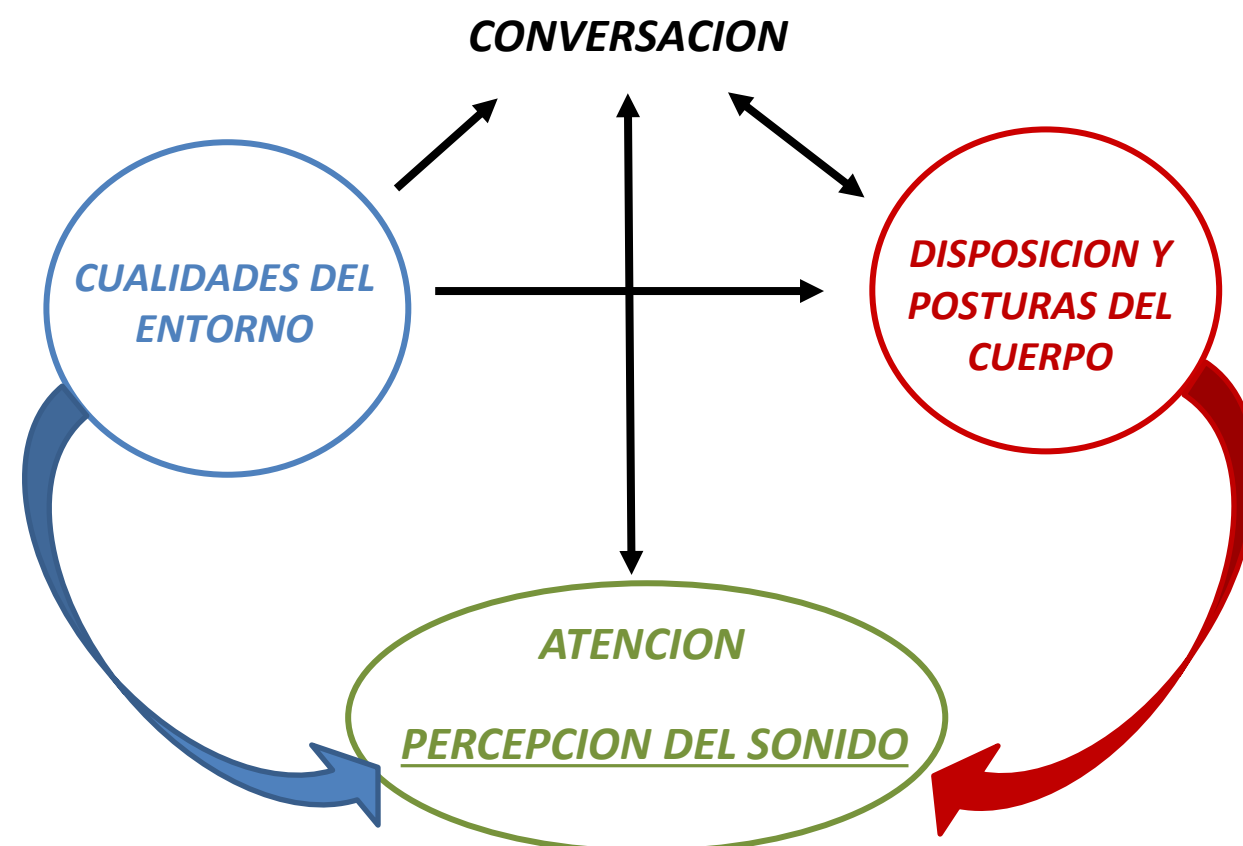 CONVERSACION
CUALIDADES DEL
ENTORNO
DISPOSICION Y
POSTURAS DEL
CUERPO
ATENCION
PERCEPCION DEL SONIDO